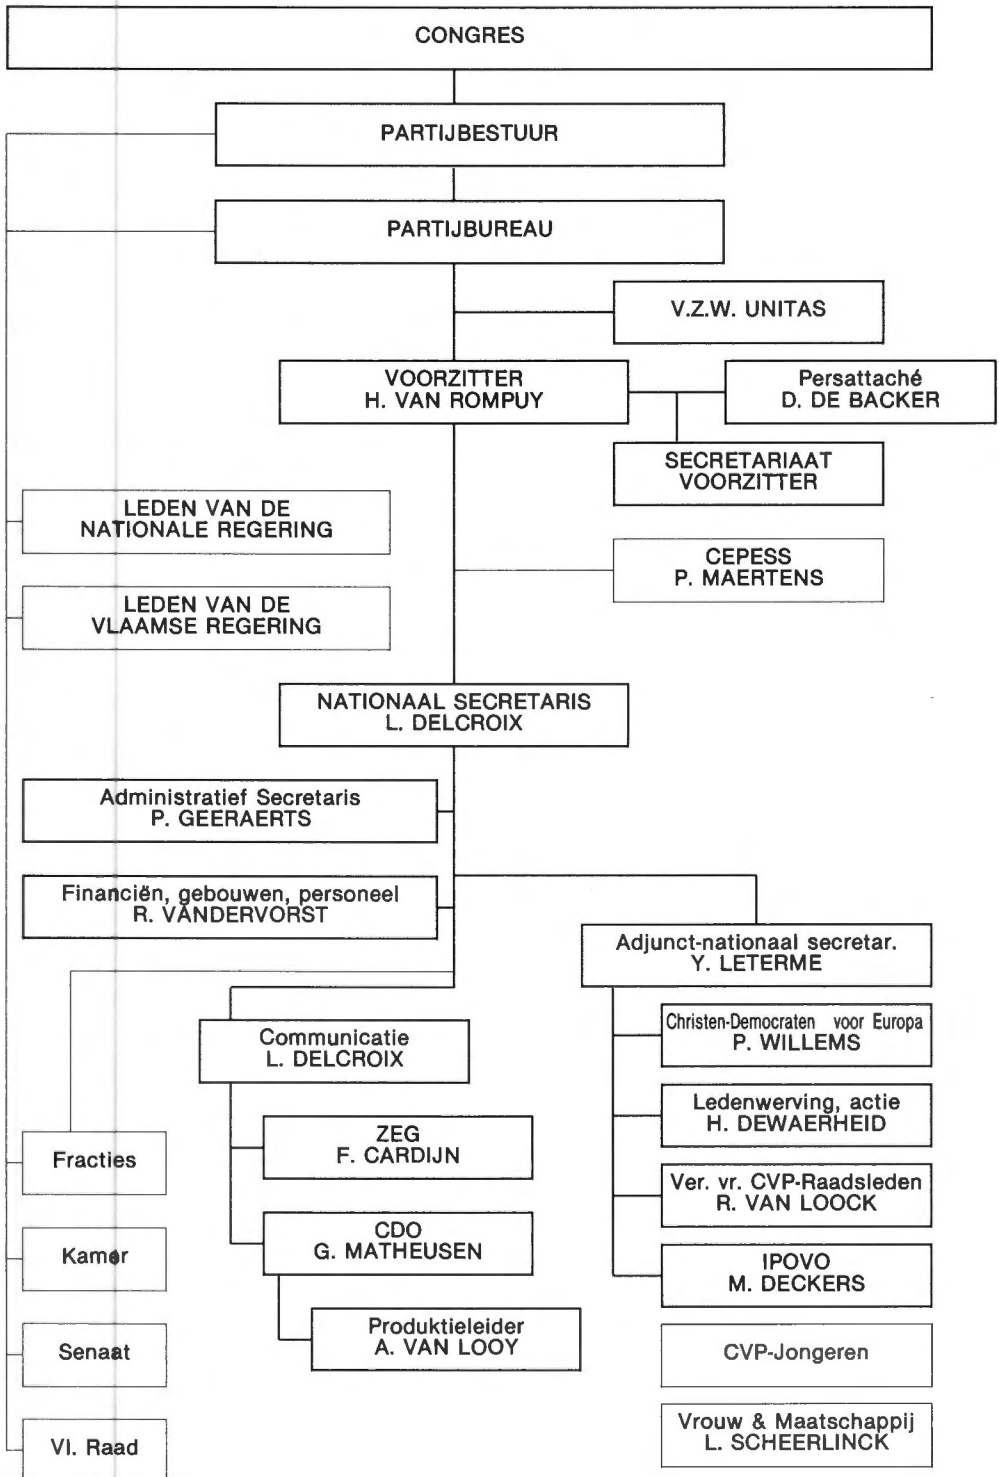 CONGRES
PARTIJBESTUUR
PARTIJBUREAU
V.Z.W. UNITAS
VOORZITTER
H. VAN ROMPUY
Persattaché
D. DE BACKER
SECRETARIAAT
VOORZITTER
LEDEN VAN DE
NATIONALE REGERING
CEPESS
P. MAERTENS
LEDEN VAN DE
VLAAMSE REGERING
NATIONAAL SECRETARIS
L. DELCROIX
Administratief Secretaris
P. GEERAERTS
Financiën, gebouwen, personeel
R. VANDERVORST
Adjunct-nationaal secretar.
Y. LETERME
Communicatie
L. DELCROIX
Christen-Democraten voor Europa
P. WILLEMS
Ledenwerving, actie
H. DEWAERHEID
ZEG
F. CARDIJN
Fracties
Ver. vr. CVP-Raadsleden
R. VAN LOOCK
CDO
G. MATHEUSEN
Kamer
IPOVO
M. DECKERS
Produktieleider
A. VAN LOOY
Senaat
CVP-Jongeren
Vrouw & Maatschappij
L. SCHEERLINCK
Vl. Raad